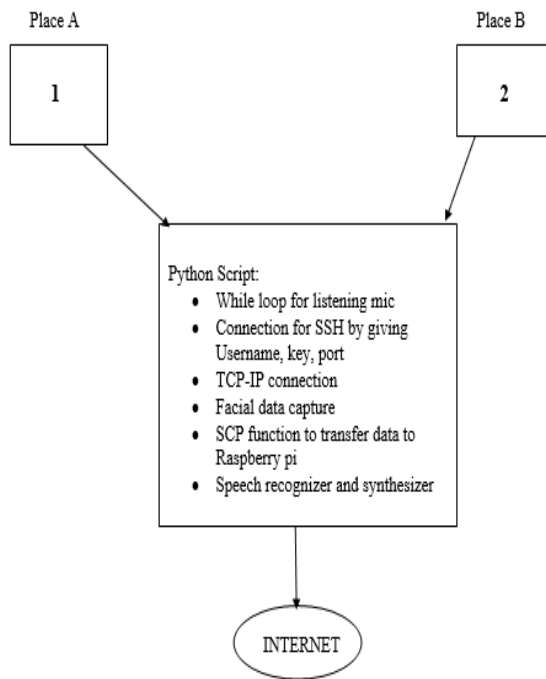 Place A
Place B
1
2
Python Script:
• While loop for listening mic
• Connection for SSH by giving
Username, key, port
• TCP-IP connection
• Facial data capture
• SCP function to transfer data to
Raspberry pi
• Speech recognizer and synthesizer
INTERNET